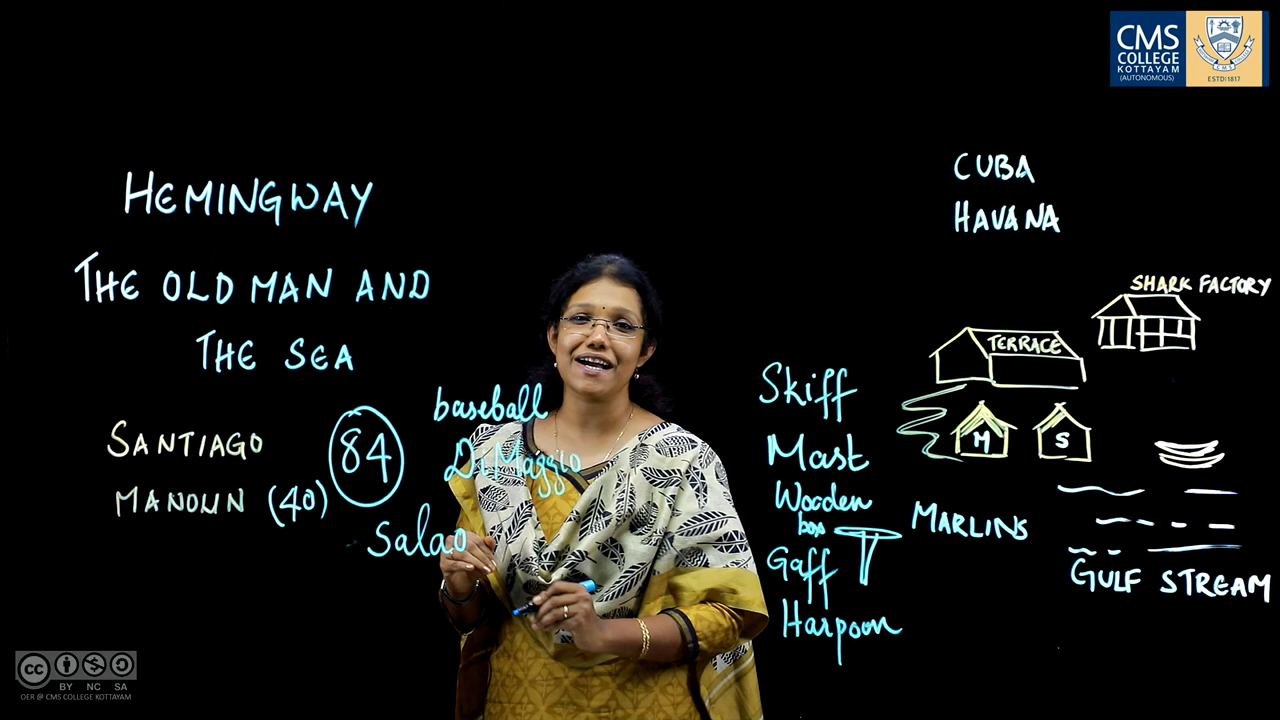 CMS
COLLEGE
KOTTAYAM
(AUTONOMOUS)
ESTD:1817
HEMINGWAY
THE OLD MAN AND
THE SEA
SANTIAGO
MANOLIN (40)
84
baseball
DiMaggio
Salao
Skiff
Mast
Wooden
box
Gaff
Harpoon
CUBA
HAVANA
SHARK FACTORY
TERRACE
M
S
MARLINS
GULF STREAM
cc
BY NC SA
OER @ CMS COLLEGE KOTTAYAM